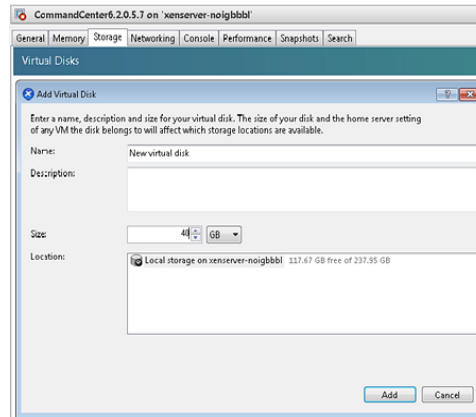 CommandCenter6.2.0.5.7 on 'xenserver-noigbbbl'
General Memory Storage Networking Console Performance Snapshots Search
Virtual Disks
Add Virtual Disk
Enter a name, description and size for your virtual disk. The size of your disk and the home server setting
of any VM the disk belongs to will affect which storage locations are available.
Name: New virtual disk
Description:
Size: 40 GB
Location: Local storage on xenserver-noigbbbl 117.67 GB free of 237.95 GB
Add Cancel